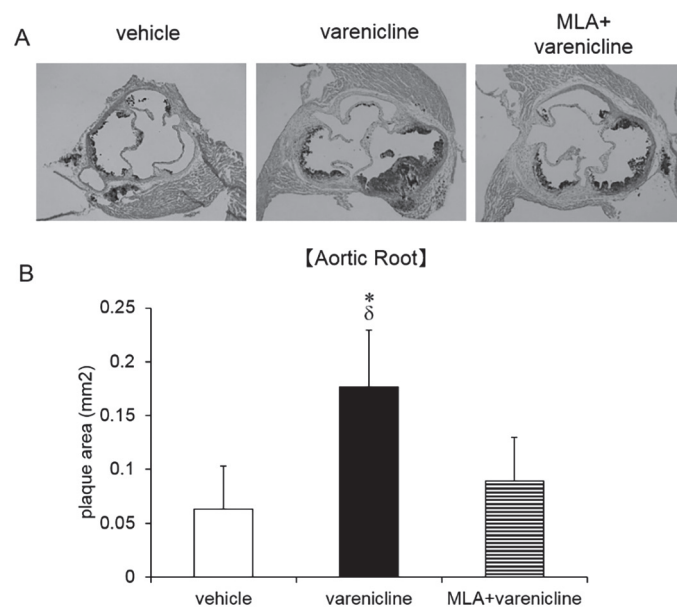 A
vehicle
varenicline
MLA+
varenicline
【Aortic Root】
B
0.25
0.2
0.15
0.1
0.05
0
plaque area (mm2)
*
δ
vehicle
varenicline
MLA+varenicline